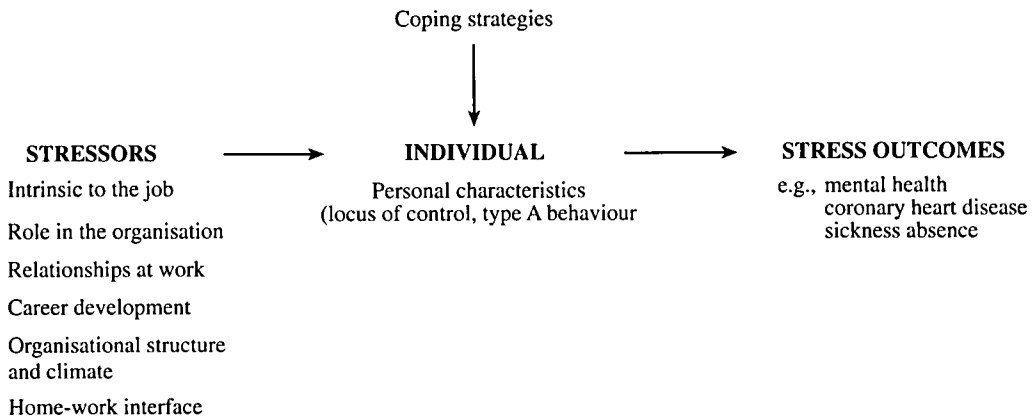 Coping strategies
STRESSORS
Intrinsic to the job
Role in the organisation
Relationships at work
Career development
Organisational structure
and climate
Home-work interface
INDIVIDUAL
Personal characteristics
(locus of control, type A behaviour
STRESS OUTCOMES
e.g., mental health
coronary heart disease
sickness absence